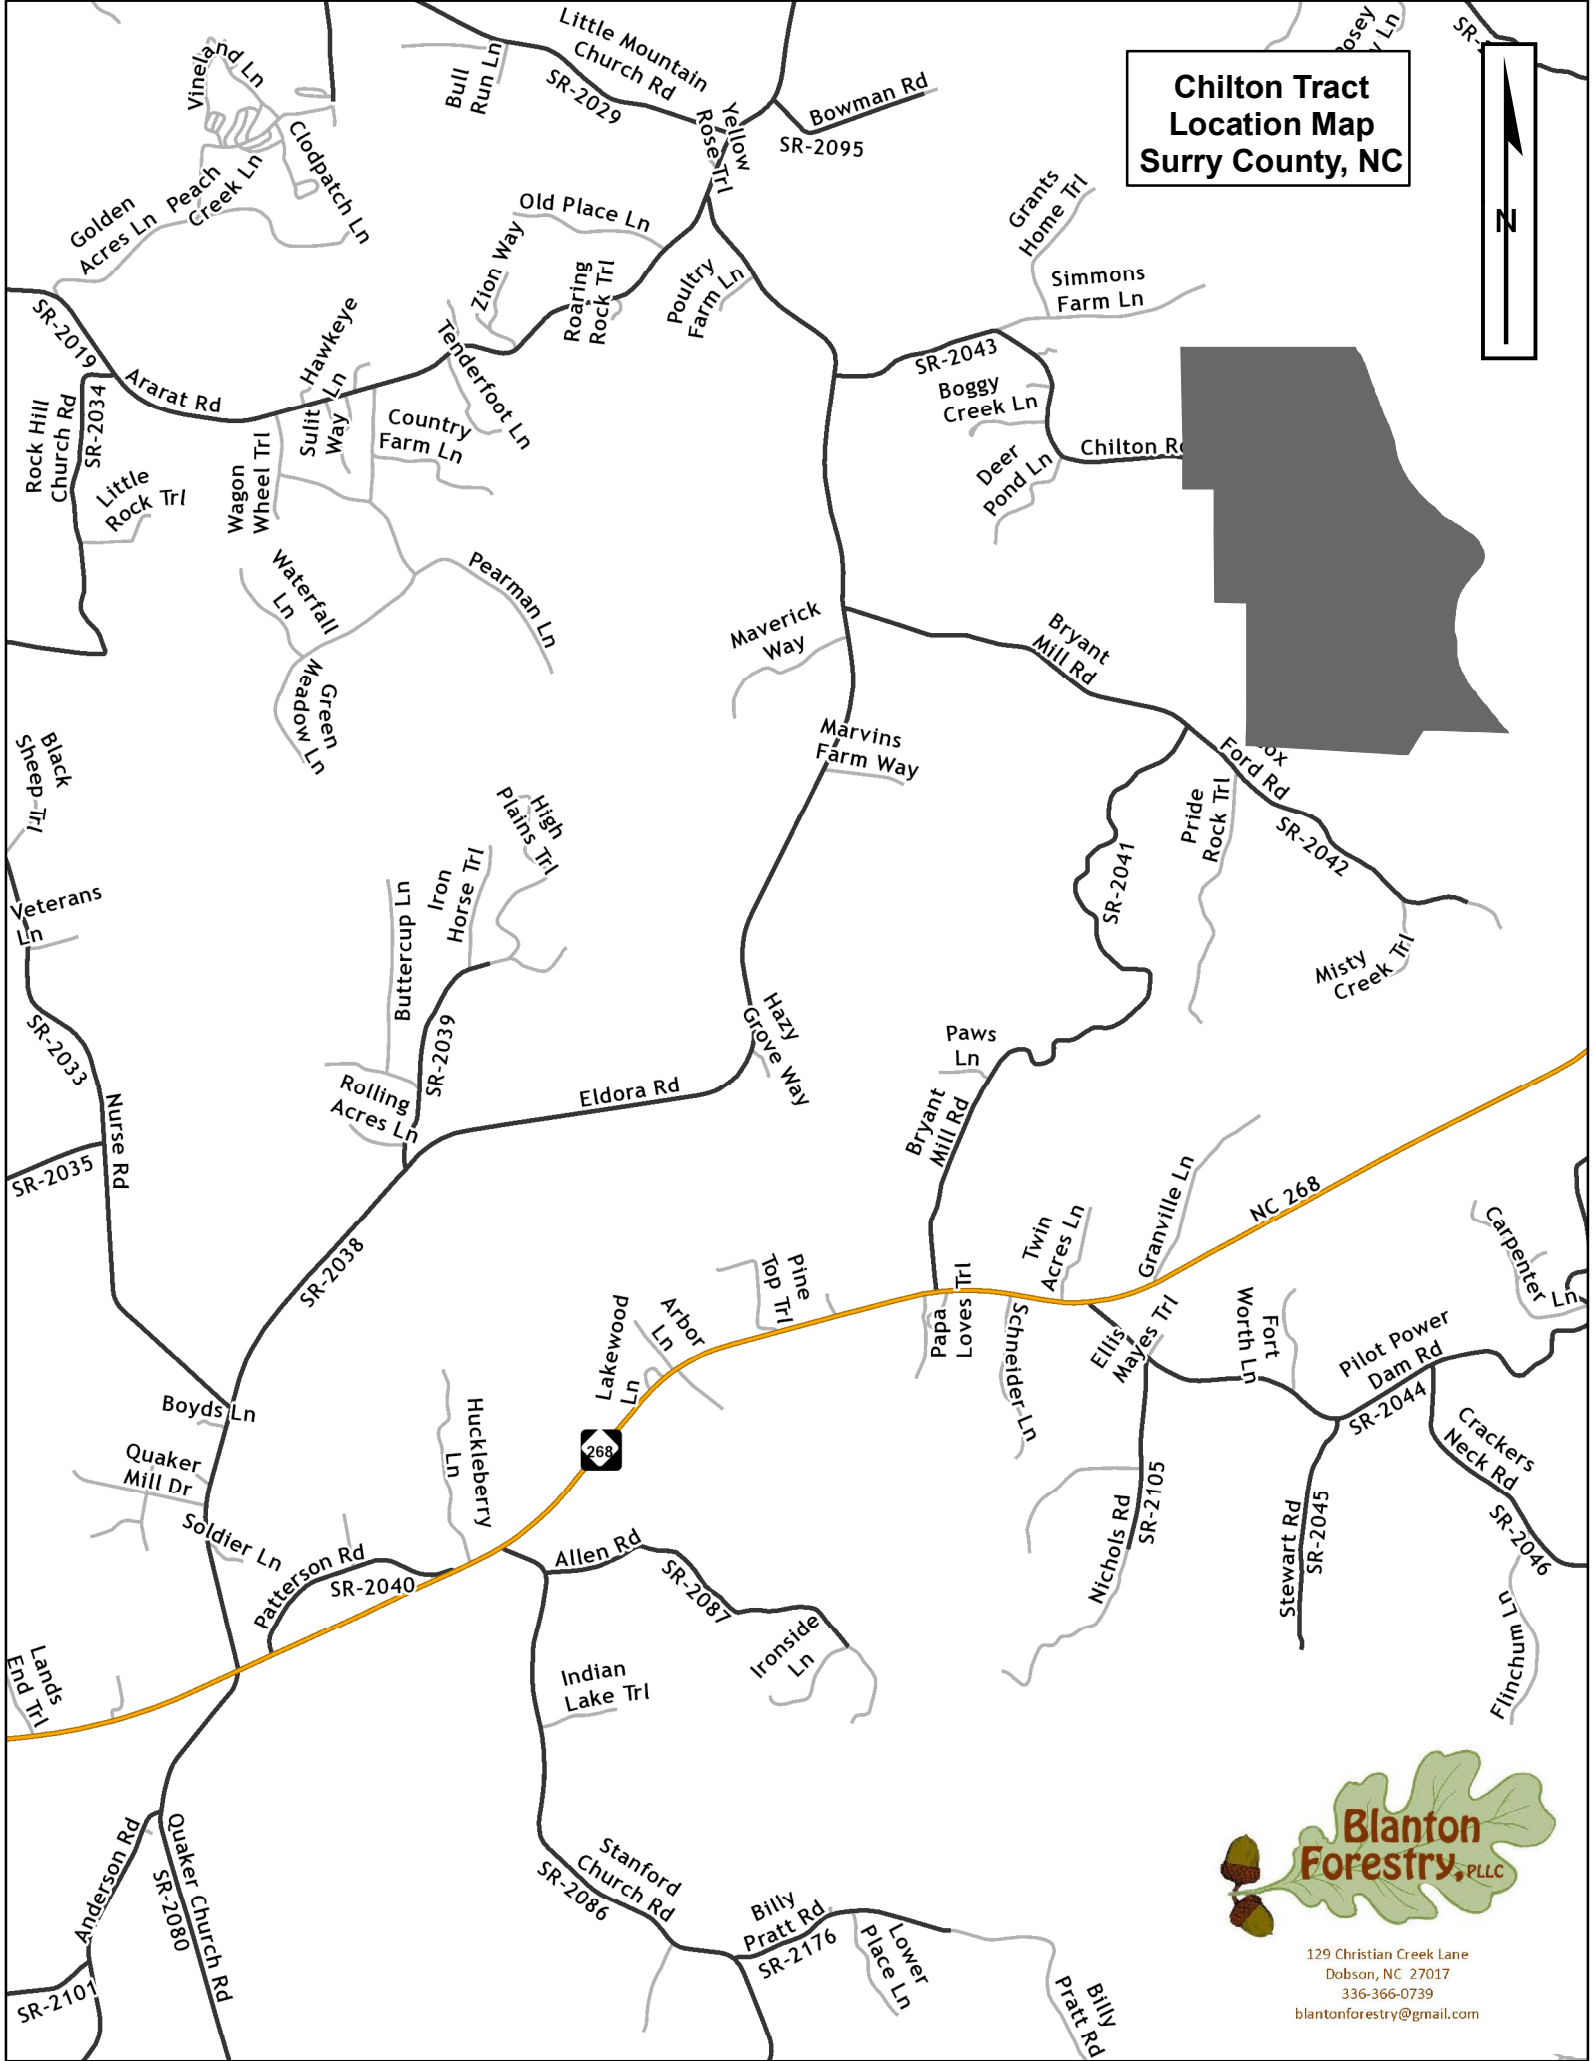 Chilton Tract
Location Map
Surry County, NC
N
Vineland Ln
Clodpatch Ln
Peach
Creek Ln
Golden
Acres Ln
Bull
Run Ln
Little Mountain
Church Rd
SR-2029
Yellow
Rose Trl
Bowman Rd
SR-2095
SR-
Old Place Ln
Zion Way
Roaring
Rock Trl
Poultry
Farm Ln
Grants
Home Trl
Simmons
Farm Ln
SR-2043
Boggy
Creek Ln
Deer
Pond Ln
Chilton
SR-2019
Ararat Rd
Rock Hill
Church Rd
SR-2034
Little
Rock Trl
Hawkeye
Ln
Sulit
Way
Tenderfoot Ln
Country
Farm Ln
Wagon
Wheel Trl
Waterfall
Ln
Pearman Ln
Green
Meadow Ln
Maverick
Way
Bryant
Mill Rd
Marvins
Farm Way
Ford Rd
Pride
Rock Trl
SR-2042
SR-2041
Misty
Creek Trl
Black
Sheep Trl
Veterans
Ln
High
Plains Trl
Iron
Horse Trl
Buttercup Ln
SR-2039
Rolling
Acres Ln
SR-2033
Nurse Rd
SR-2035
Hazy
Grove Way
Eldora Rd
Paws
Ln
Bryant
Mill Rd
SR-2038
NC 268
Granville Ln
Twin
Acres Ln
Carpenter
Ln
Pine
Top Trl
Papa
Loves Trl
Schneider Ln
Ellis
Mayes Trl
Fort
Worth Ln
Pilot Power
Dam Rd
SR-2044
Arbor
Ln
Lakewood
Ln
268
Huckleberry
Ln
Boyds Ln
Quaker
Mill Dr
Soldier Ln
Patterson Rd
SR-2040
Allen Rd
SR-2087
Ironside
Ln
Nichols Rd
SR-2105
Stewart Rd
SR-2045
Crackers
Neck Rd
SR-2046
Flinchum Ln
Lands
End Trl
Indian
Lake Trl
Anderson Rd
Quaker Church Rd
SR-2080
SR-2101
Stanford
Church Rd
SR-2086
Billy
Pratt Rd
SR-2176
Lower
Place Ln
Billy
Pratt Rd
Blanton
Forestry, PLLC
129 Christian Creek Lane
Dobson, NC 27017
336-366-0739
blantonforestry@gmail.com